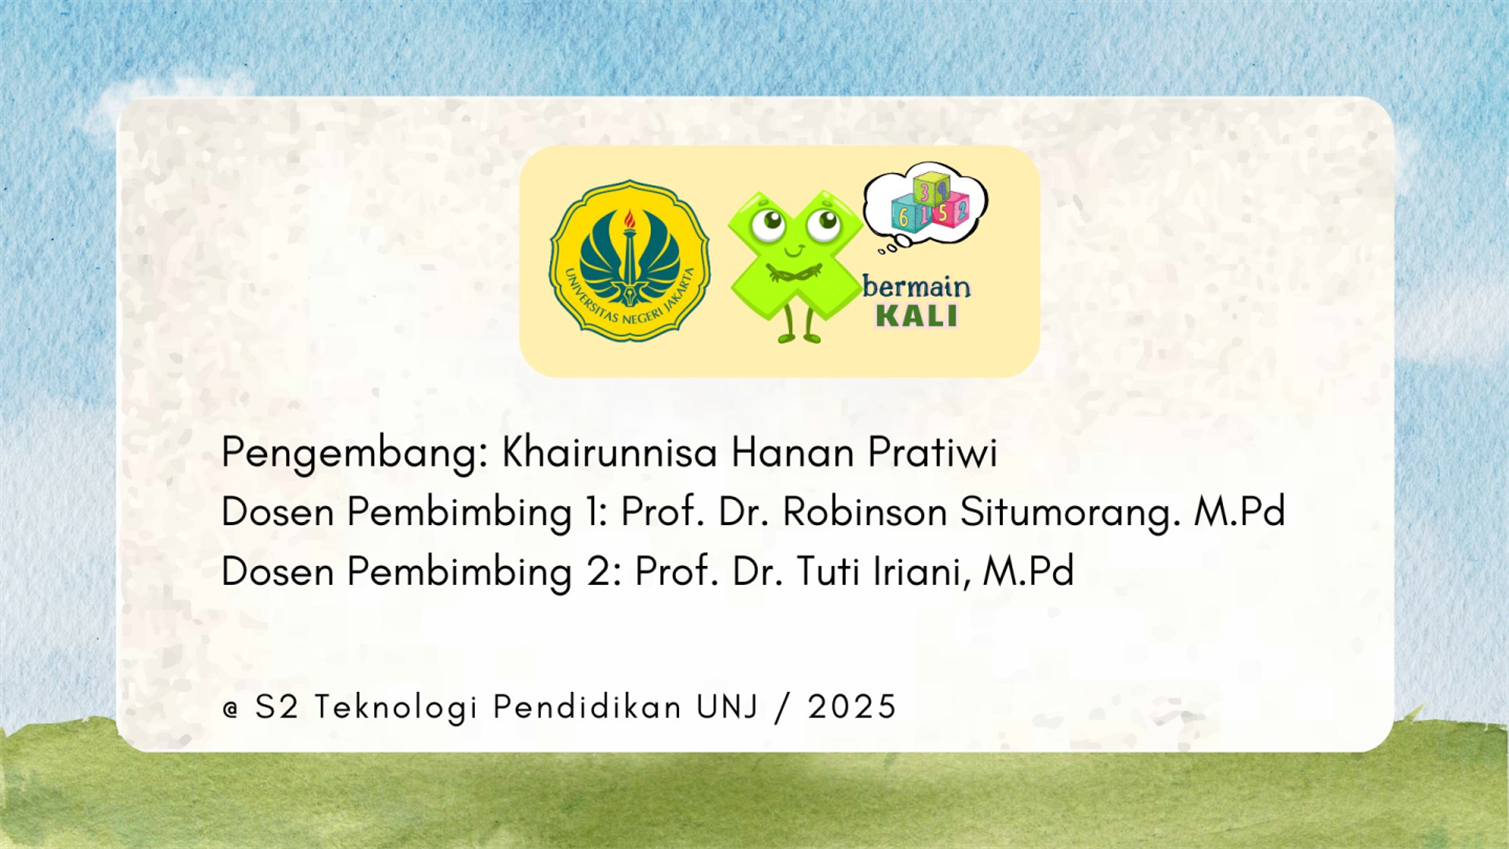 UNIVERSITAS NEGERI JAKARTA
3 4
6 1 5 2
bermain
KALI
Pengembang: Khairunnisa Hanan Pratiwi
Dosen Pembimbing 1: Prof. Dr. Robinson Situmorang. M.Pd
Dosen Pembimbing 2: Prof. Dr. Tuti Iriani, M.Pd
@ S2 Teknologi Pendidikan UNJ / 2025